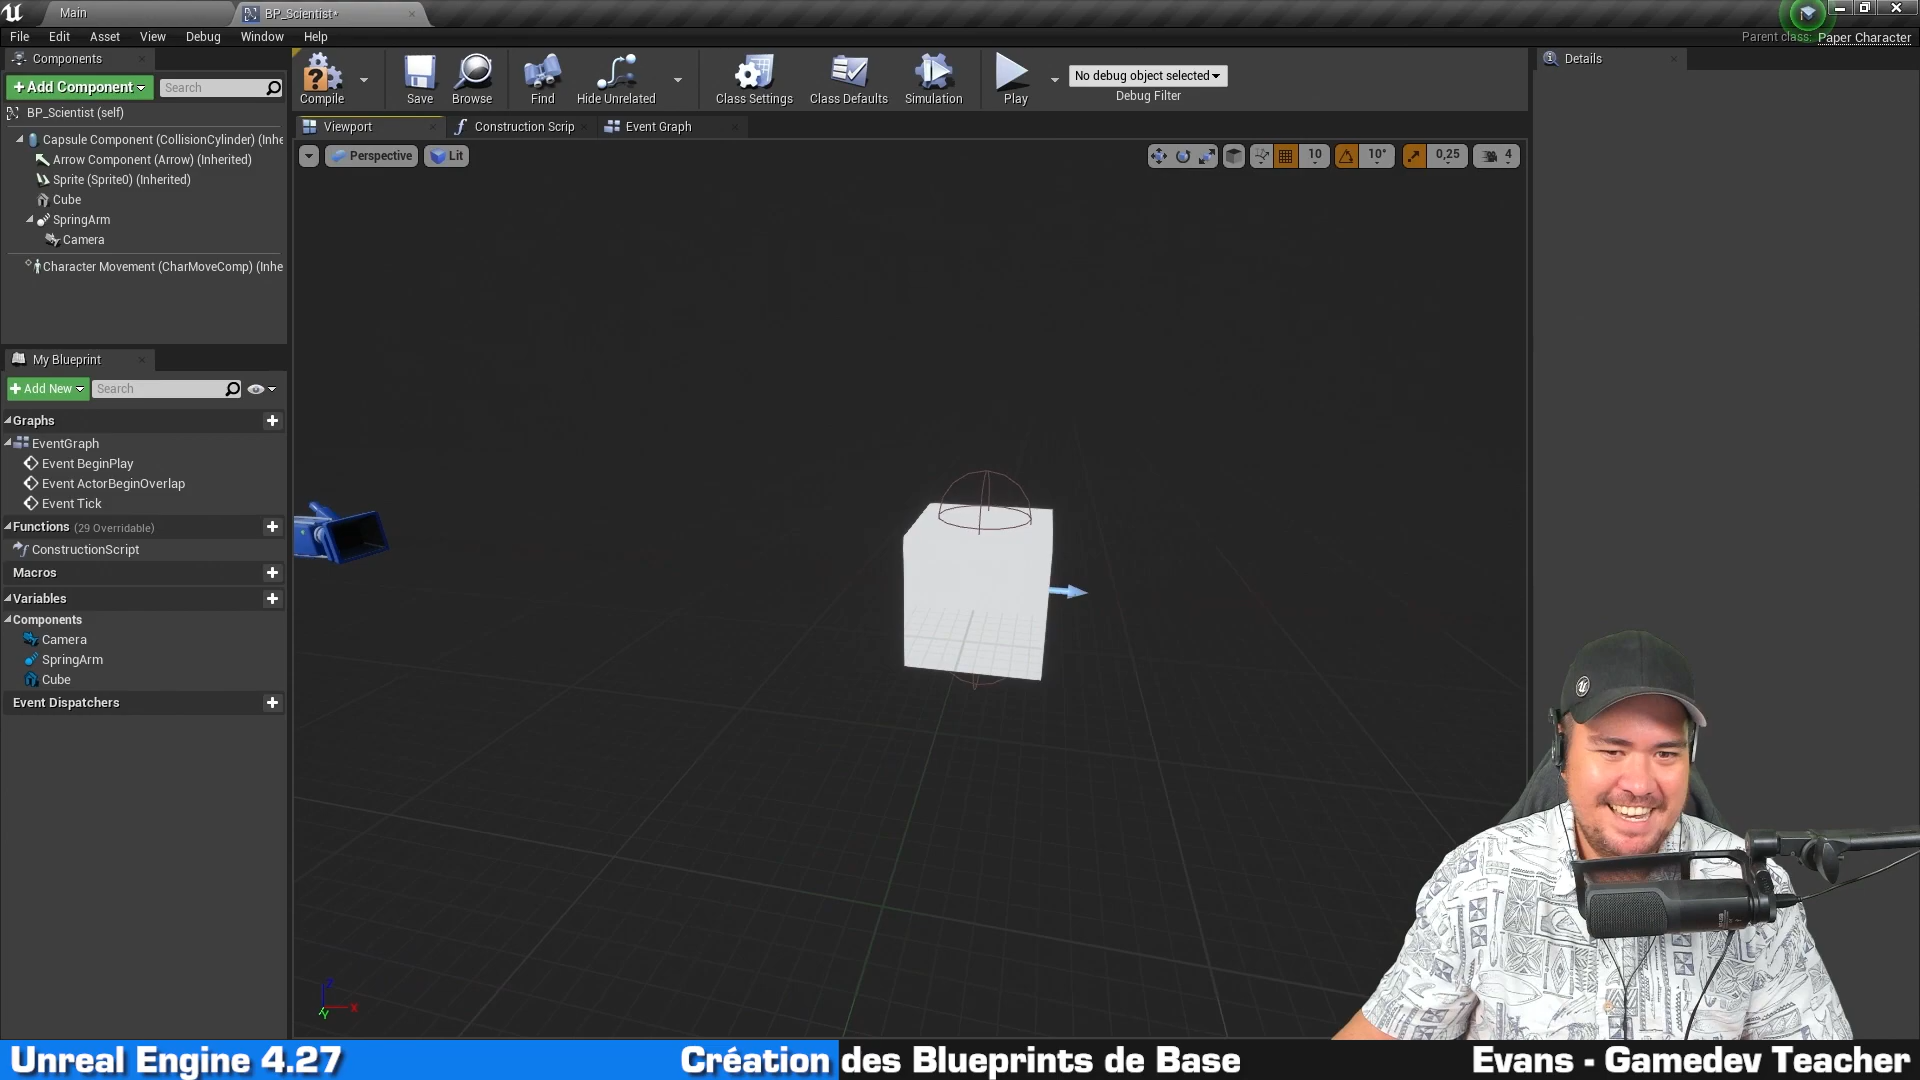 Main
BP_Scientist*
File Edit Asset View Debug Window Help
Parent class: Paper Character
Components
+ Add Component
Search
BP_Scientist (self)
Capsule Component (CollisionCylinder) (Inhe
Arrow Component (Arrow) (Inherited)
Sprite (Sprite0) (Inherited)
Cube
SpringArm
Camera
Character Movement (CharMoveComp) (Inhe
My Blueprint
+ Add New
Search
Graphs
EventGraph
Event BeginPlay
Event ActorBeginOverlap
Event Tick
Functions (29 Overridable)
ConstructionScript
Macros
Variables
Components
Camera
SpringArm
Cube
Event Dispatchers
Compile
Save
Browse
Find
Hide Unrelated
Class Settings
Class Defaults
Simulation
Play
No debug object selected
Debug Filter
Viewport
Construction Scrip
Event Graph
Perspective
Lit
10
10°
0,25
4
Z
X
Y
Details
Unreal Engine 4.27
Création des Blueprints de Base
Evans - Gamedev Teacher